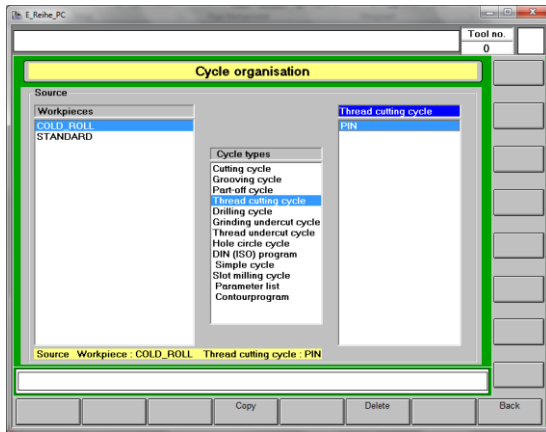 E_Reihe_PC
Tool no.
0
Cycle organisation
Source
Workpieces
COLD_ROLL
STANDARD
Cycle types
Cutting cycle
Grooving cycle
Part-off cycle
Thread cutting cycle
Drilling cycle
Grinding undercut cycle
Thread undercut cycle
Hole circle cycle
DIN (ISO) program
Simple cycle
Slot milling cycle
Parameter list
Contourprogram
Thread cutting cycle
PIN
Source Workpiece : COLD_ROLL Thread cutting cycle : PIN
Copy Delete Back